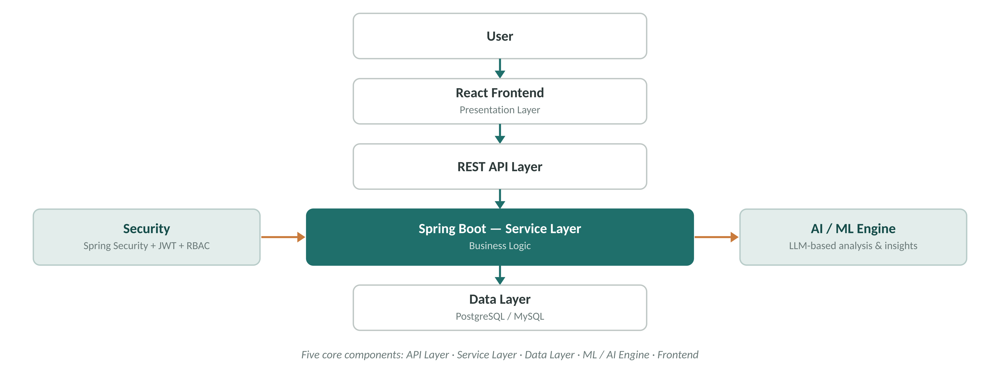 User
React Frontend
Presentation Layer
REST API Layer
Security
Spring Security + JWT + RBAC
Spring Boot — Service Layer
Business Logic
AI / ML Engine
LLM-based analysis & insights
Data Layer
PostgreSQL / MySQL
Five core components: API Layer · Service Layer · Data Layer · ML / AI Engine · Frontend